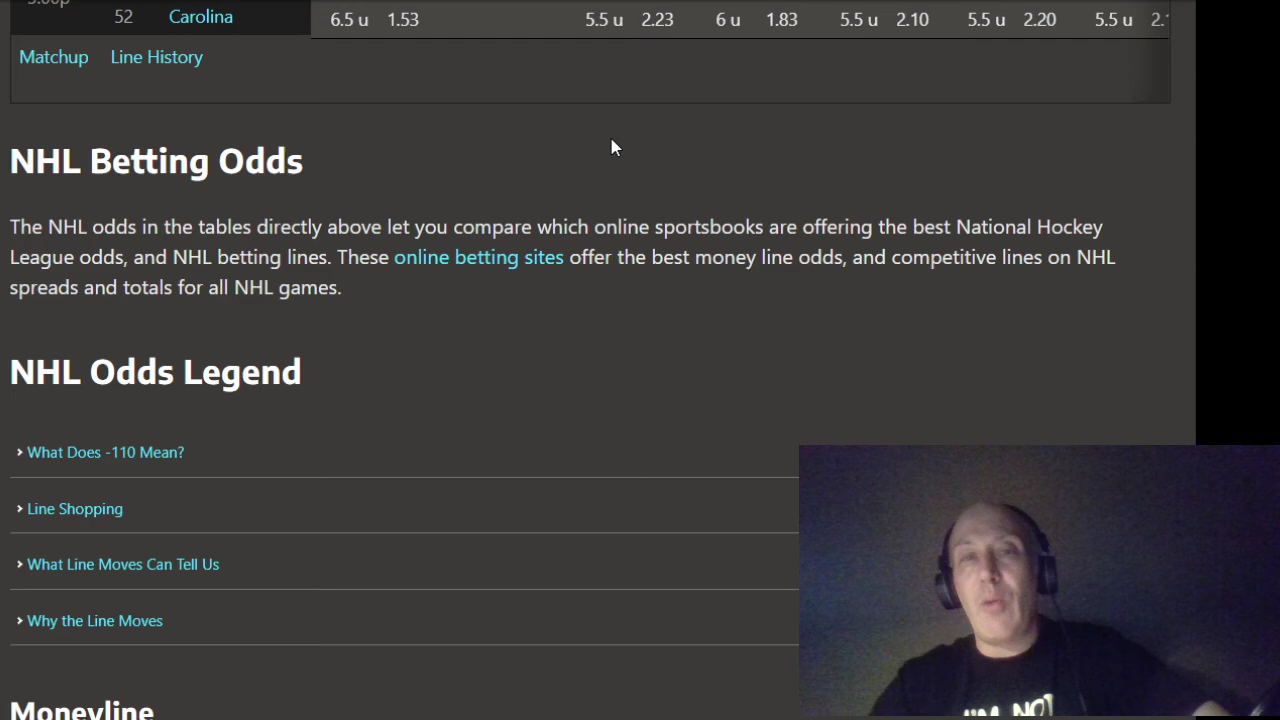 52 Carolina 6.5 u 1.53 5.5 u 2.23 6 u 1.83 5.5 u 2.10 5.5 u 2.20 5.5 u
Matchup Line History
NHL Betting Odds
The NHL odds in the tables directly above let you compare which online sportsbooks are offering the best National Hockey
League odds, and NHL betting lines. These online betting sites offer the best money line odds, and competitive lines on NHL
spreads and totals for all NHL games.
NHL Odds Legend
What Does -110 Mean?
Line Shopping
What Line Moves Can Tell Us
Why the Line Moves
Moneyline
I'M NOT